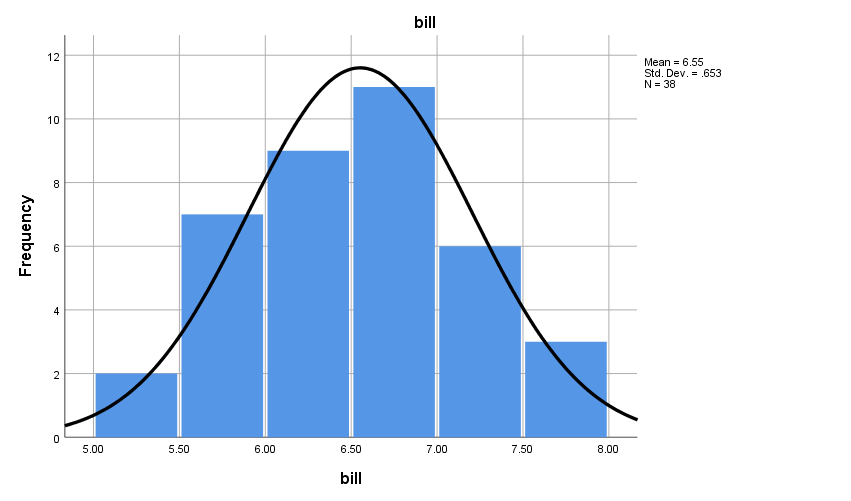 bill
Mean = 6.55
Std. Dev. = .653
N = 38
Frequency
12
10
8
6
4
2
0
5.00 5.50 6.00 6.50 7.00 7.50 8.00
bill